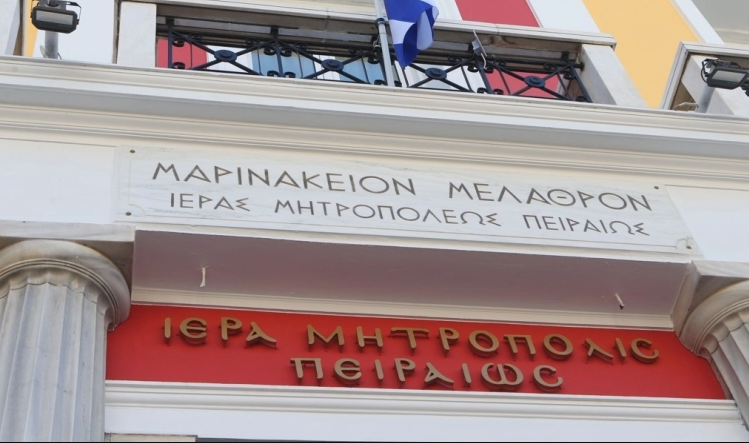 ΜΑΡΙΝΑΚΕΙΟΝ ΜΕΛΑΘΡΟΝ
ΙΕΡΑΣ ΜΗΤΡΟΠΟΛΕΩΣ ΠΕΙΡΑΙΩΣ
ΙΕΡΑ ΜΗΤΡΟΠΟΛΙΣ
ΠΕΙΡΑΙΩΣ